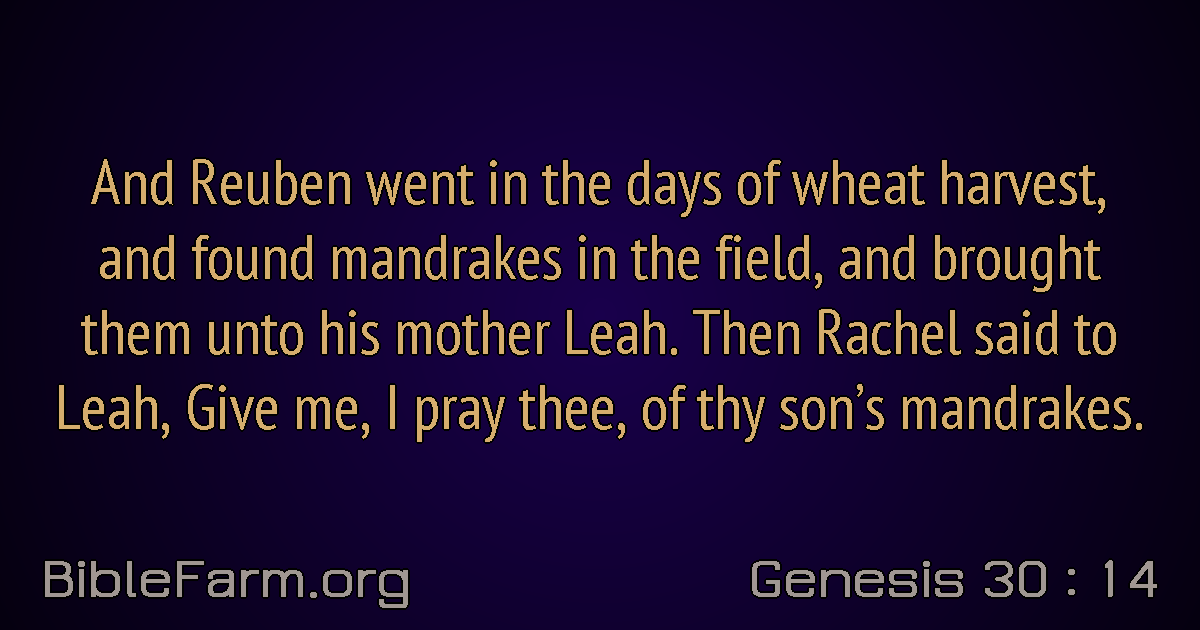 And Reuben went in the days of wheat harvest,
and found mandrakes in the field, and brought
them unto his mother Leah. Then Rachel said to
Leah, Give me, I pray thee, of thy son’s mandrakes.
BibleFarm.org
Genesis 30 : 14